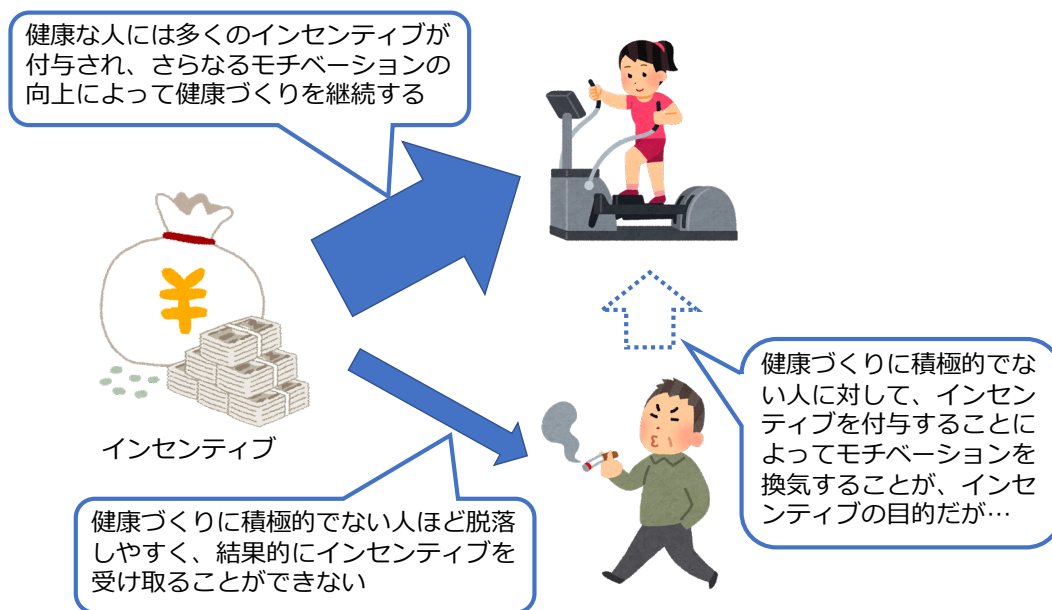 健康な人には多くのインセンティブが
付与され、さらなるモチベーションの
向上によって健康づくりを継続する
¥
インセンティブ
健康づくりに積極的でな
い人に対して、インセン
ティブを付与することに
よってモチベーションを
換気することが、インセ
ンティブの目的だが…
健康づくりに積極的でない人ほど脱落
しやすく、結果的にインセンティブを
受け取ることができない